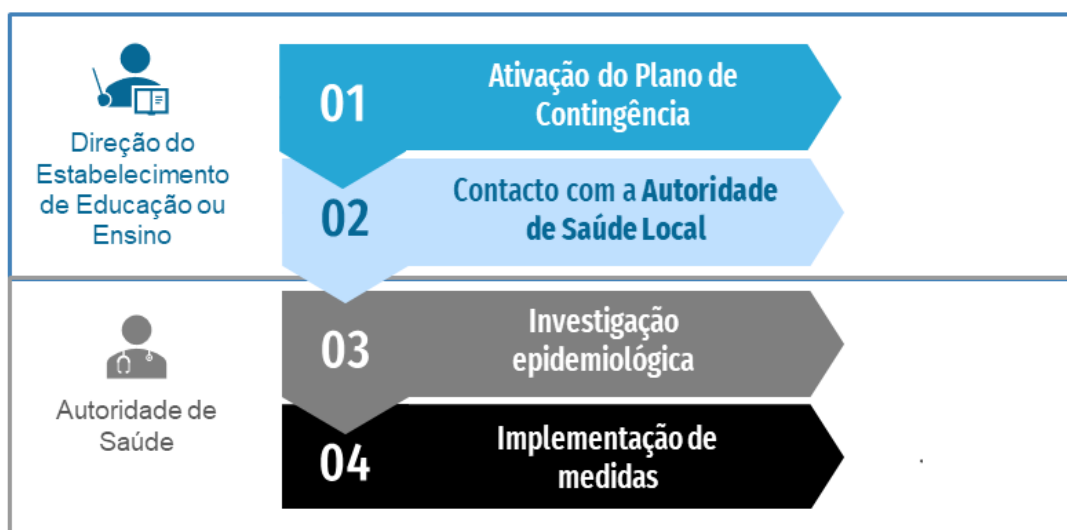 Direção do
Estabelecimento
de Educação ou
Ensino
01
Ativação do Plano de
Contingência
02
Contacto com a Autoridade
de Saúde Local
Autoridade de
Saúde
03
Investigação
epidemiológica
04
Implementação de
medidas